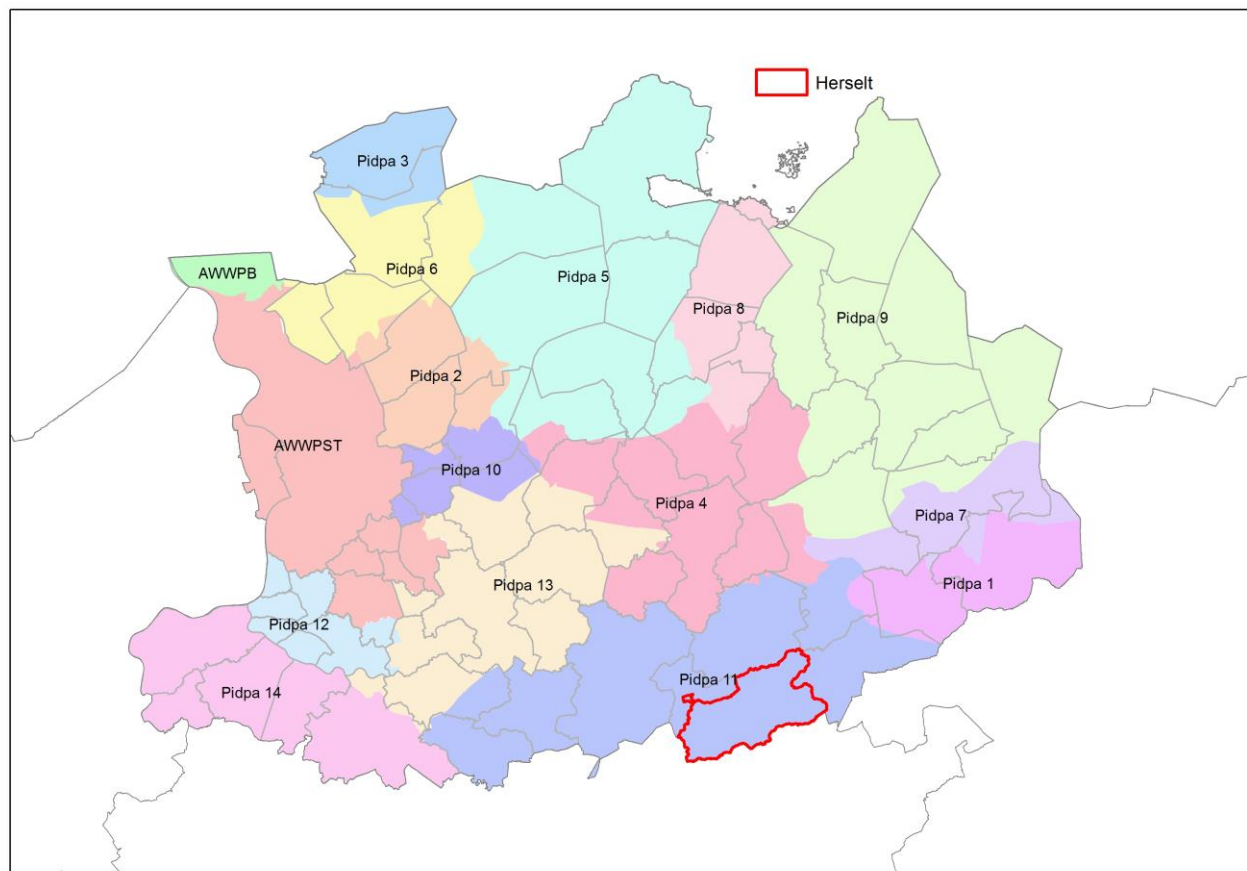 Herselt
Pidpa 3
AWWPB
Pidpa 6
Pidpa 5
Pidpa 8
Pidpa 9
Pidpa 2
AWWPST
Pidpa 10
Pidpa 4
Pidpa 7
Pidpa 13
Pidpa 1
Pidpa 12
Pidpa 14
Pidpa 11